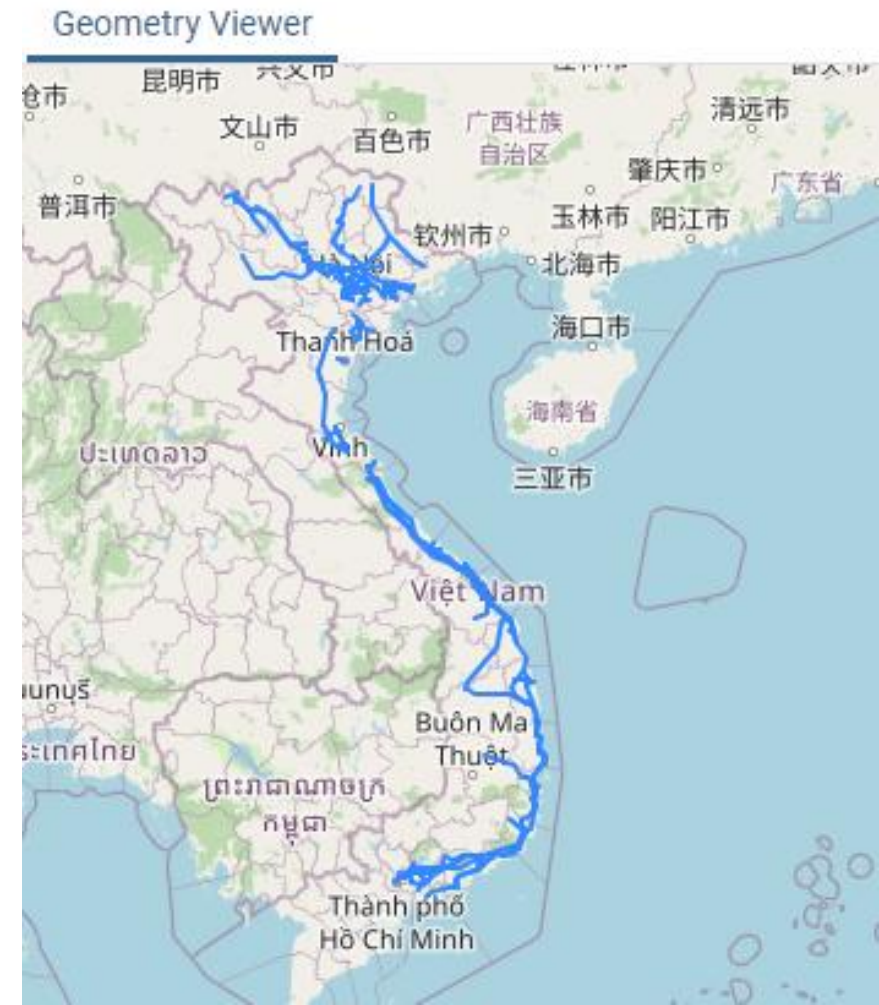 Geometry Viewer
昆明市
文山市
百色市
广西壮族
自治区
清远市
肇庆市
广东省
普洱市
钦州市
玉林市
阳江市
北海市
Hà Nội
Thanh Hoá
海口市
海南省
Vinh
ປະເທດລາວ
三亚市
Việt Nam
Buôn Ma
Thuột
ព្រះរាជាណាចក្រ
កម្ពុជា
Thành phố
Hồ Chí Minh